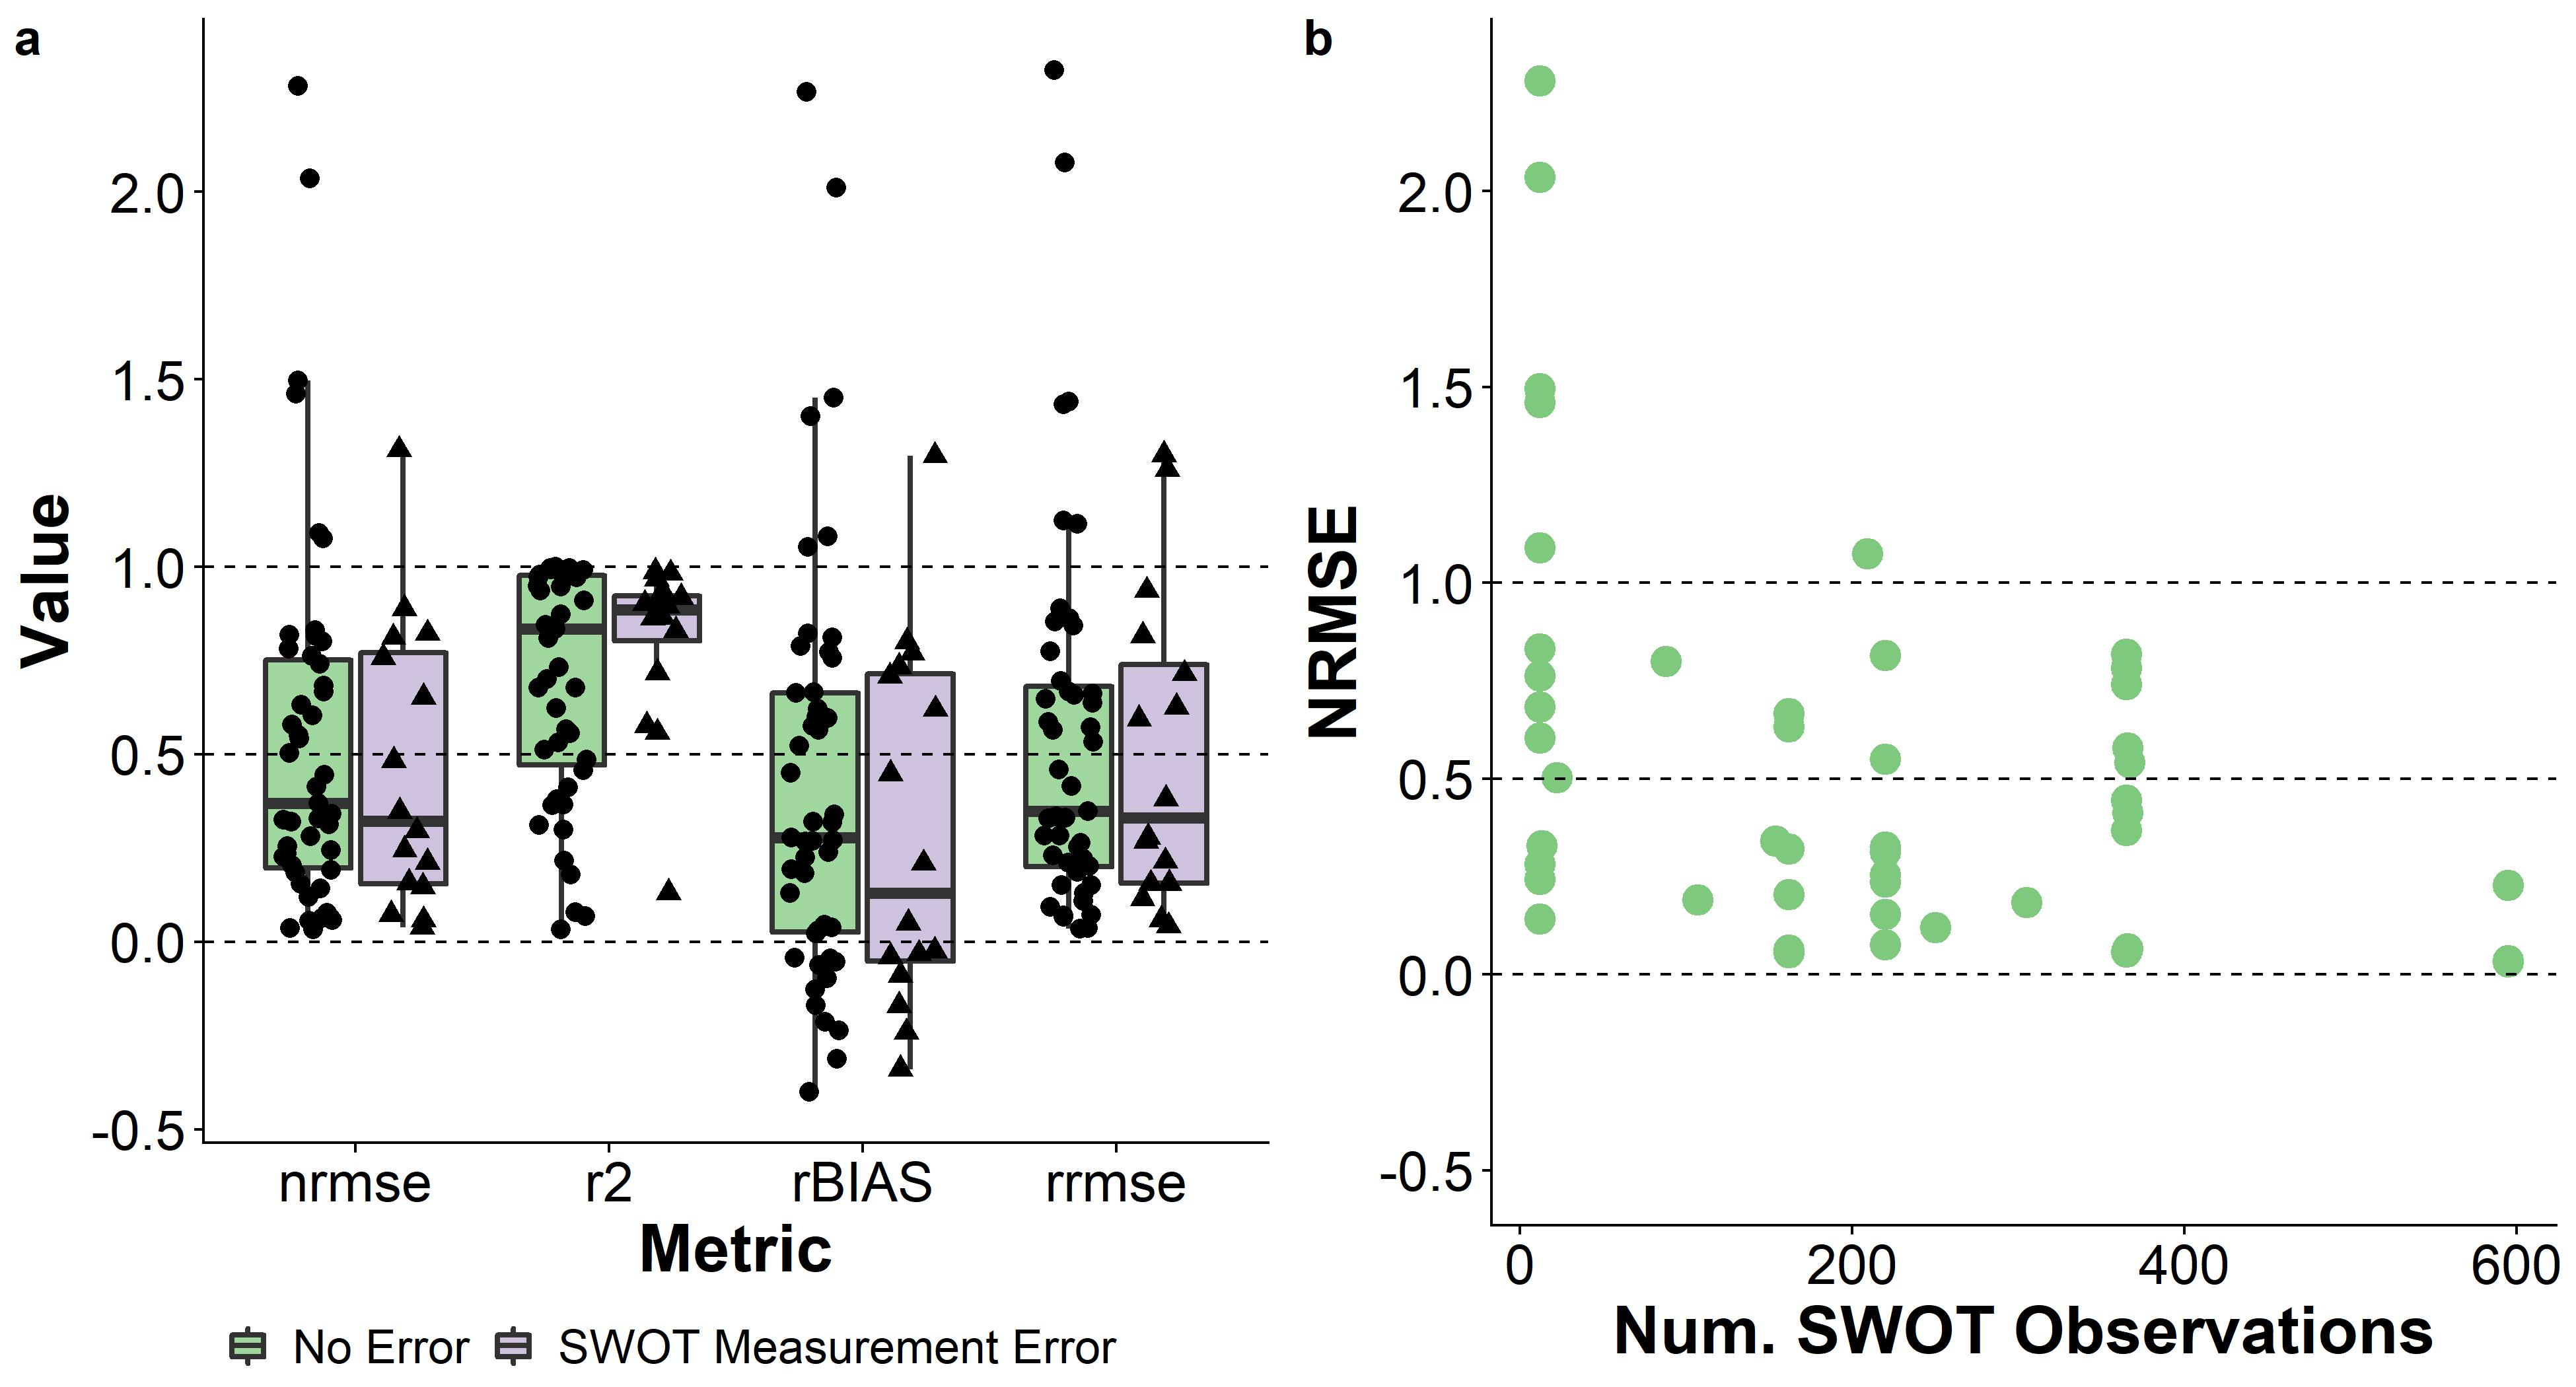 a
Value
2.0
1.5
1.0
0.5
0.0
-0.5
nrmse r2 rBIAS rrmse
Metric
No Error SWOT Measurement Error
b
NRMSE
2.0
1.5
1.0
0.5
0.0
-0.5
0 200 400 600
Num. SWOT Observations